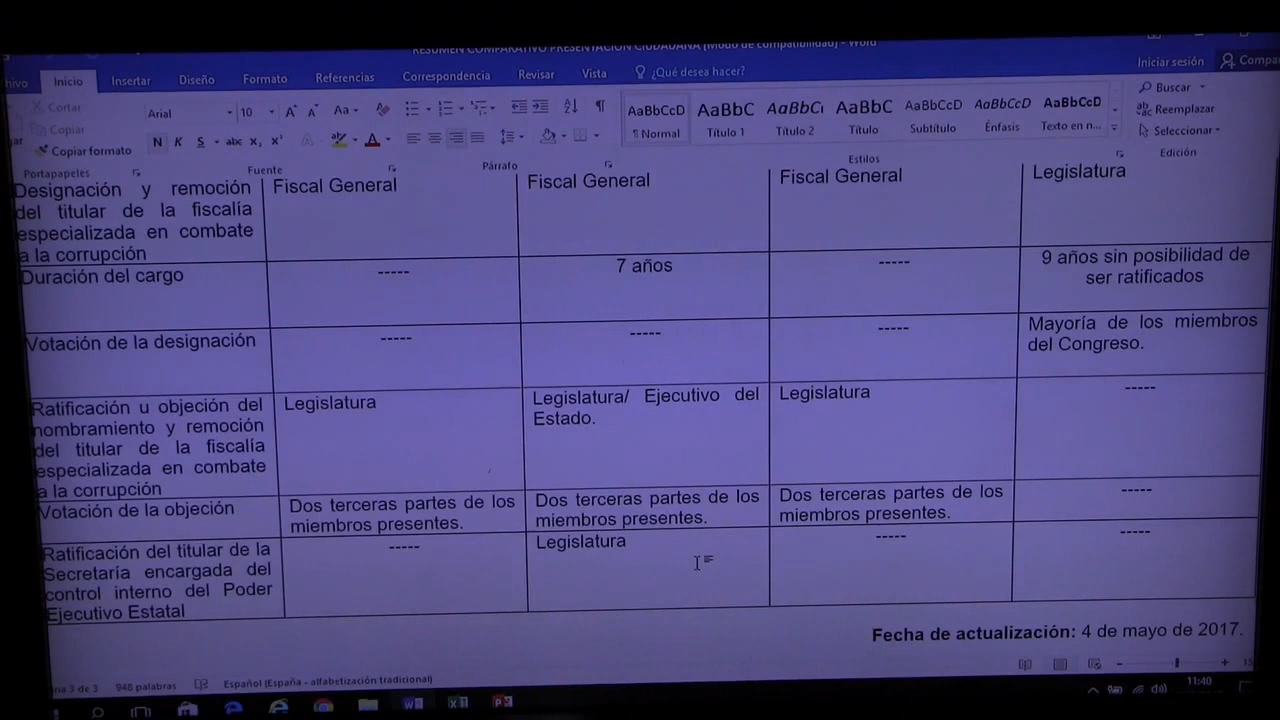 RESUMEN COMPARATIVO PRESENTACIÓN CIUDADANA [Modo de compatibilidad] - Word
Inicio Insertar Diseño Formato Referencias Correspondencia Revisar Vista ¿Qué desea hacer? Iniciar sesión
Cortar
Copiar
Copiar formato
Portapapeles
Arial 10 Aa
N K S abc x₂ x²
Fuente
Párrafo
AaBbCcD AaBbC AaBbCı AaBbC AaBbCcD AaBbCcD AaBbCcD
¶ Normal Título 1 Título 2 Título Subtítulo Énfasis Texto en n...
Estilos
Buscar
Reemplazar
Seleccionar
Edición
Designación y remoción
del titular de la fiscalía
especializada en combate
a la corrupción
Fiscal General
Fiscal General
Fiscal General
Legislatura
Duración del cargo
-----
7 años
-----
9 años sin posibilidad de
ser ratificados
Votación de la designación
-----
-----
-----
Mayoría de los miembros
del Congreso.
Ratificación u objeción del
nombramiento y remoción
del titular de la fiscalía
especializada en combate
a la corrupción
Legislatura
Legislatura/ Ejecutivo del
Estado.
Legislatura
-----
Votación de la objeción
Dos terceras partes de los
miembros presentes.
Dos terceras partes de los
miembros presentes.
Dos terceras partes de los
miembros presentes.
-----
Ratificación del titular de la
Secretaría encargada del
control interno del Poder
Ejecutivo Estatal
-----
Legislatura
-----
-----
Fecha de actualización: 4 de mayo de 2017.
3 de 3 948 palabras Español (España - alfabetización tradicional)
11:40